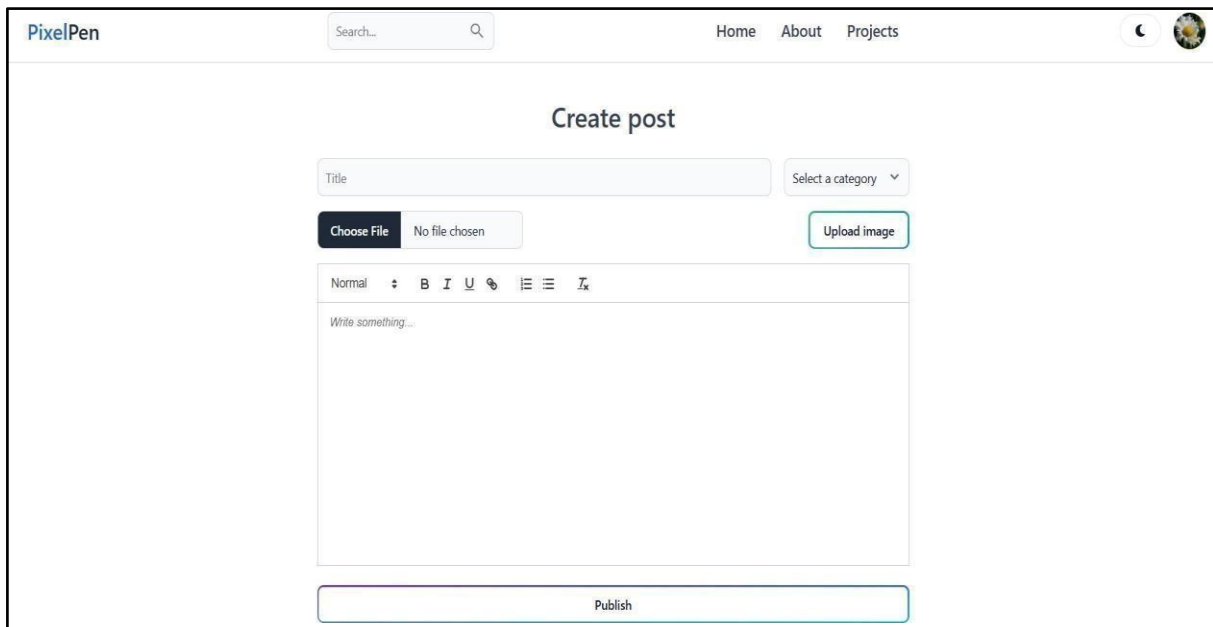 PixelPen Search... Home About Projects
Create post
Title Select a category
Choose File No file chosen Upload image
Normal B I U
Write something...
Publish